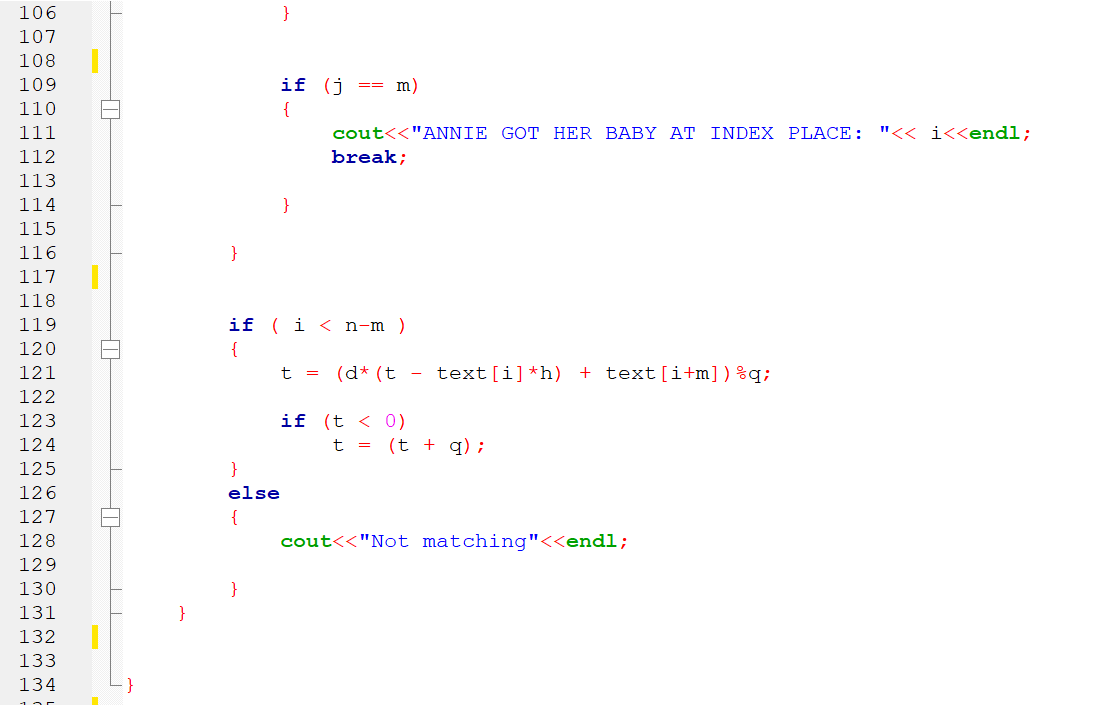 106 }
107
108
109 if (j == m)
110 {
111 cout<<"ANNIE GOT HER BABY AT INDEX PLACE: "<< i<<endl;
112 break;
113
114 }
115
116 }
117
118
119 if ( i < n-m )
120 {
121 t = (d*(t - text[i]*h) + text[i+m])%q;
122
123 if (t < 0)
124 t = (t + q);
125 }
126 else
127 {
128 cout<<"Not matching"<<endl;
129
130 }
131 }
132
133
134 }